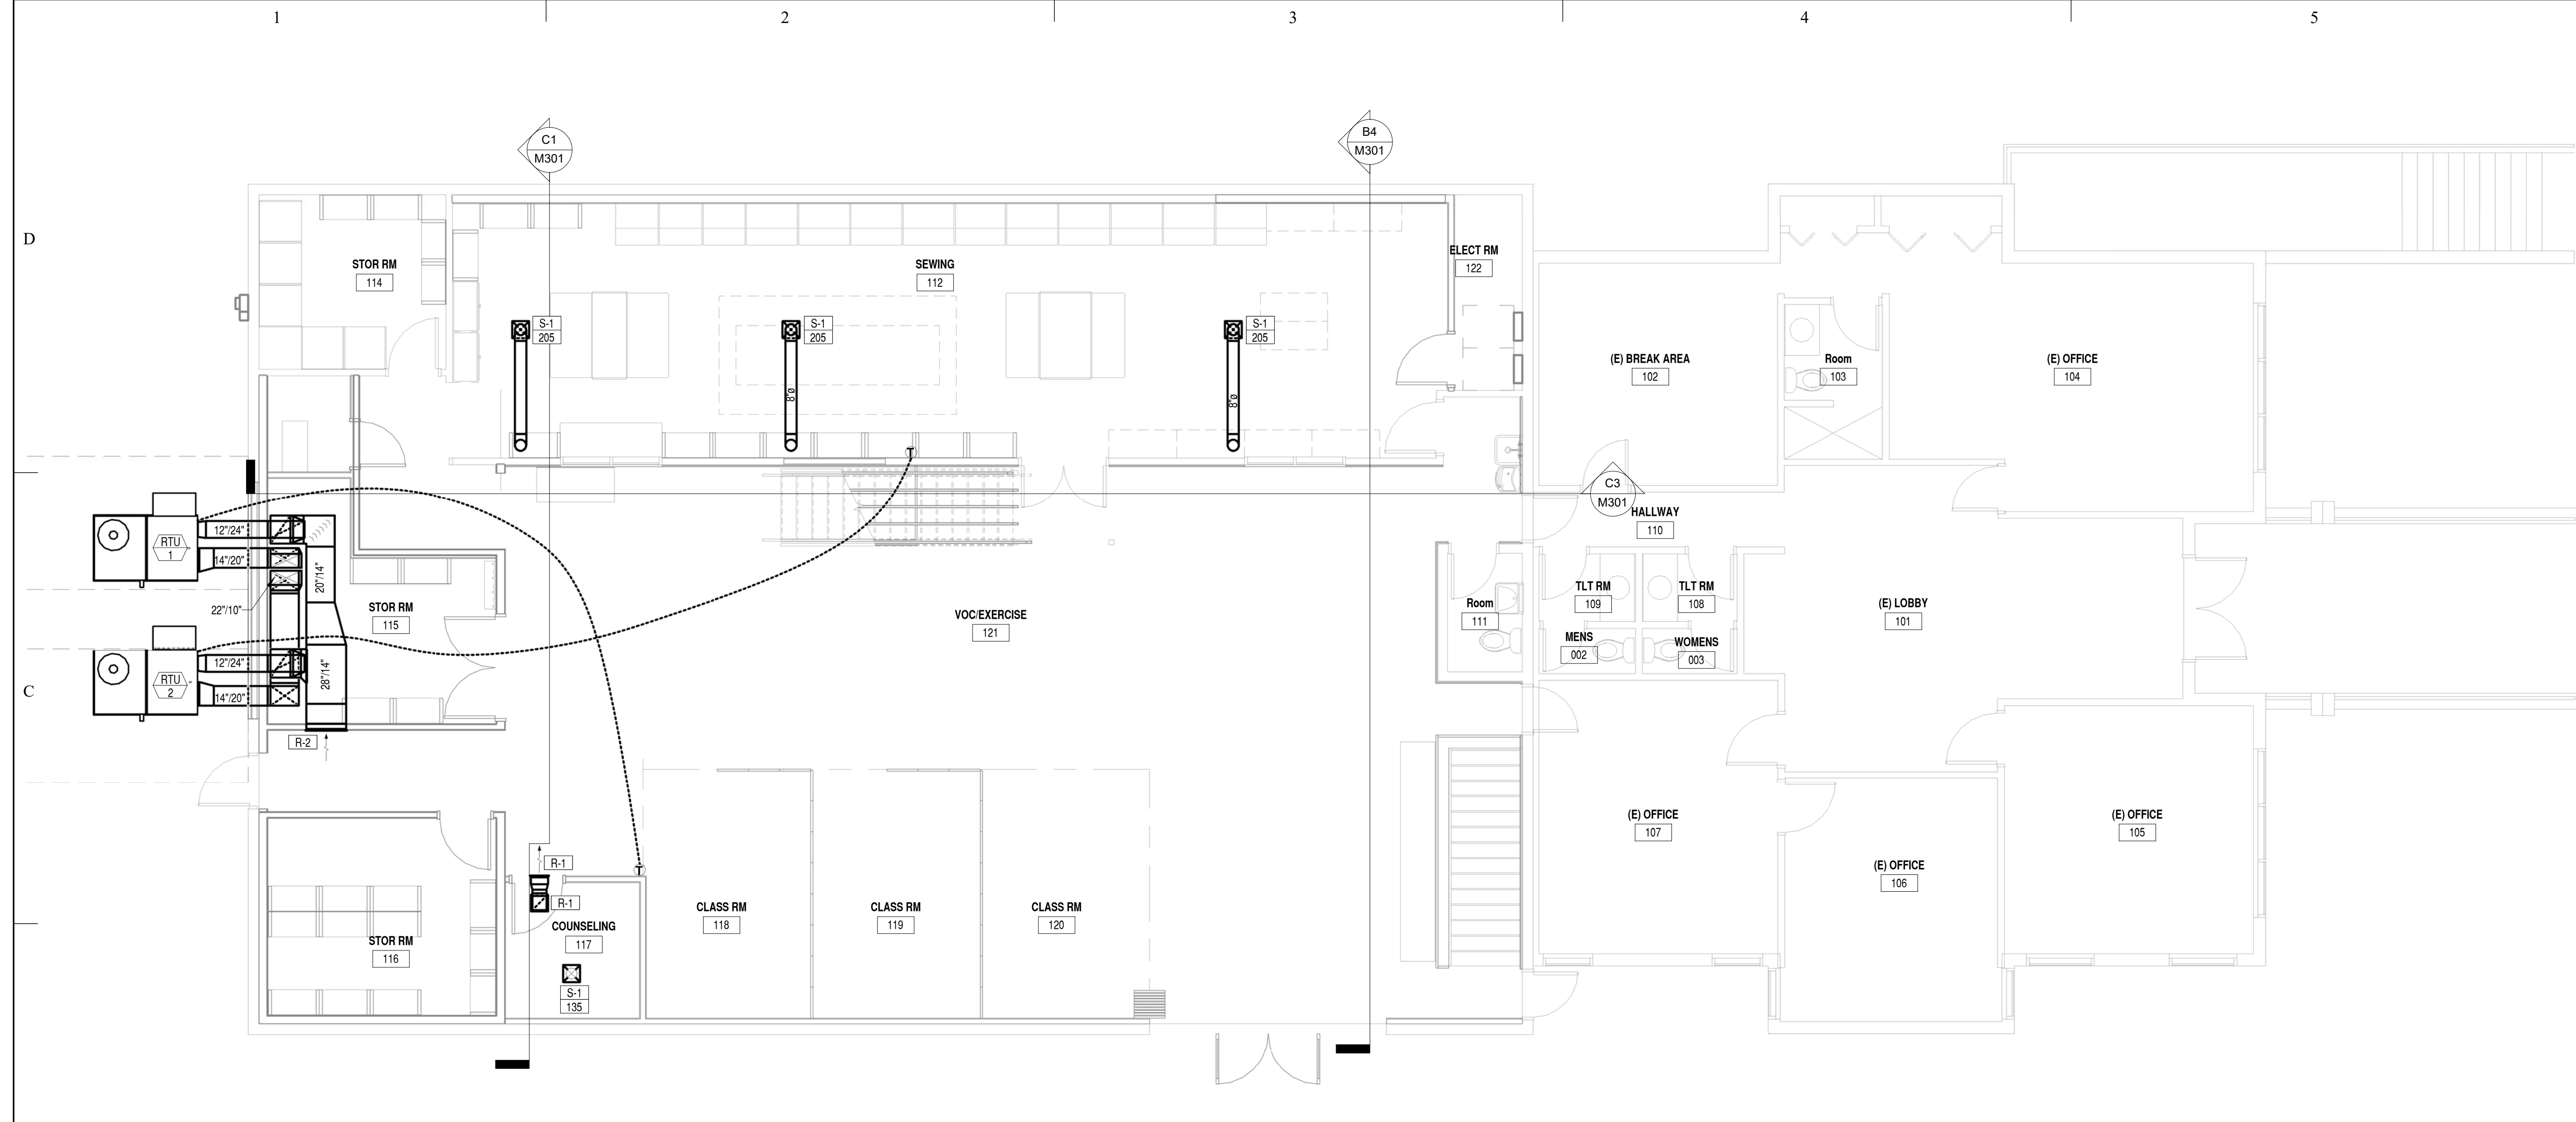 1
2
3
4
5
C1
M301
B4
M301
D
STOR RM
114
SEWING
112
ELECT RM
122
S-1
205
S-1
205
S-1
205
(E) BREAK AREA
102
Room
103
(E) OFFICE
104
8"Ø
8"Ø
T
C3
M301
HALLWAY
110
RTU
1
12"/24"
14"/20"
20"/14"
22"/10"
STOR RM
115
VOC/EXERCISE
121
Room
111
TLT RM
109
TLT RM
108
(E) LOBBY
101
MENS
002
WOMENS
003
C
RTU
2
12"/24"
14"/20"
28"/14"
R-2
(E) OFFICE
107
(E) OFFICE
105
R-1
T
R-1
(E) OFFICE
106
CLASS RM
118
CLASS RM
119
CLASS RM
120
COUNSELING
117
STOR RM
116
S-1
135